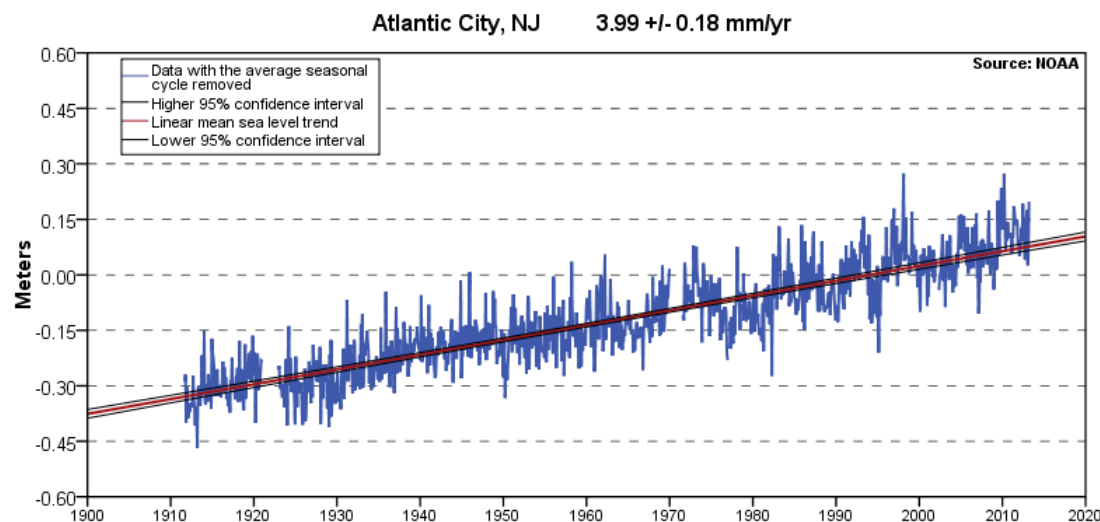 Atlantic City, NJ 3.99 +/- 0.18 mm/yr
Source: NOAA
Data with the average seasonal
cycle removed
Higher 95% confidence interval
Linear mean sea level trend
Lower 95% confidence interval
Meters
0.60
0.45
0.30
0.15
0.00
-0.15
-0.30
-0.45
-0.60
1900 1910 1920 1930 1940 1950 1960 1970 1980 1990 2000 2010 2020